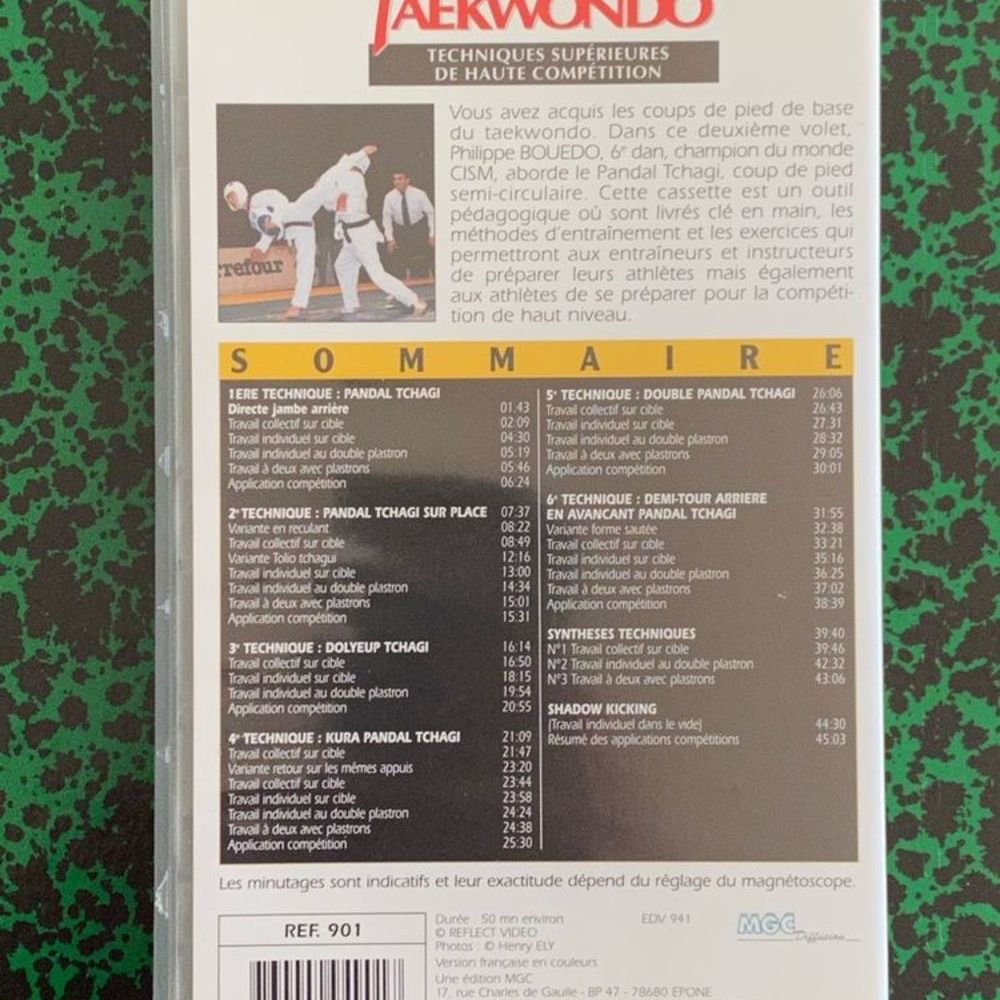 TAEKWONDO
TECHNIQUES SUPÉRIEURES
DE HAUTE COMPÉTITION
Vous avez acquis les coups de pied de base
du taekwondo. Dans ce deuxième volet,
Philippe BOUEDO, 6e dan, champion du monde
CISM, aborde le Pandal Tchagi, coup de pied
semi-circulaire. Cette cassette est un outil
pédagogique où sont livrés clé en main, les
méthodes d'entraînement et les exercices qui
permettront aux entraîneurs et instructeurs
de préparer leurs athlètes mais également
aux athlètes de se préparer pour la compéti-
tion de haut niveau.
rrefour
SOMMAIRE
1ERE TECHNIQUE : PANDAL TCHAGI
Directe jambe arrière 01:43
Travail collectif sur cible 02:09
Travail individuel sur cible 04:30
Travail individuel au double plastron 05:19
Travail à deux avec plastrons 05:46
Application compétition 06:24
2e TECHNIQUE : PANDAL TCHAGI SUR PLACE 07:37
Variante en reculant 08:22
Travail collectif sur cible 08:49
Variante Tolio tchagui 12:16
Travail individuel sur cible 13:00
Travail individuel au double plastron 14:34
Travail à deux avec plastrons 15:01
Application compétition 15:31
3e TECHNIQUE : DOLYEUP TCHAGI 16:14
Travail collectif sur cible 16:50
Travail individuel sur cible 18:15
Travail individuel au double plastron 19:54
Application compétition 20:55
4e TECHNIQUE : KURA PANDAL TCHAGI 21:09
Travail collectif sur cible 21:47
Variante retour sur les mêmes appuis 23:20
Travail collectif sur cible 23:44
Travail individuel sur cible 23:58
Travail individuel au double plastron 24:24
Travail à deux avec plastrons 24:38
Application compétition 25:30
5e TECHNIQUE : DOUBLE PANDAL TCHAGI 26:06
Travail collectif sur cible 26:43
Travail individuel sur cible 27:31
Travail individuel au double plastron 28:32
Travail à deux avec plastrons 29:05
Application compétition 30:01
6e TECHNIQUE : DEMI-TOUR ARRIERE
EN AVANCANT PANDAL TCHAGI 31:55
Variante forme sautée 32:38
Travail collectif sur cible 33:21
Travail individuel sur cible 35:16
Travail individuel au double plastron 36:25
Travail à deux avec plastrons 37:02
Application compétition 38:39
SYNTHESES TECHNIQUES 39:40
N°1 Travail collectif sur cible 39:46
N°2 Travail individuel au double plastron 42:32
N°3 Travail à deux avec plastrons 43:06
SHADOW KICKING
(Travail individuel dans le vide) 44:30
Résumé des applications compétitions 45:03
Les minutages sont indicatifs et leur exactitude dépend du réglage du magnétoscope.
REF. 901
Durée : 50 mn environ
EDV 941
© REFLECT VIDEO
Photos : © Henry ELY
Version française en couleurs
Une édition MGC
17, rue Charles de Gaulle - BP 47 - 78680 EPONE
MGC
Diffusion